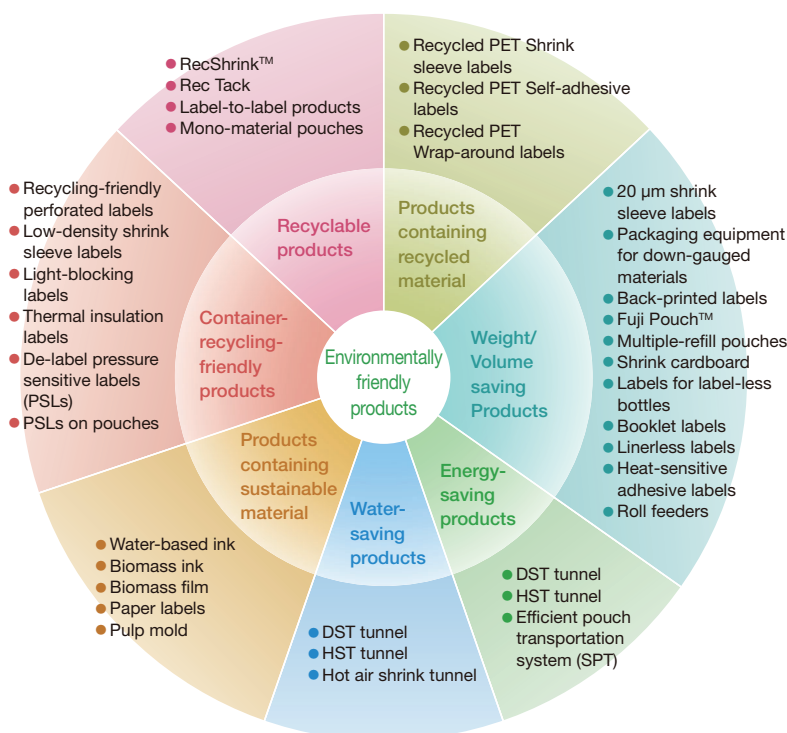 RecShrink™
Rec Tack
Label-to-label products
Mono-material pouches
Recycled PET Shrink
sleeve labels
Recycled PET Self-adhesive
labels
Recycled PET
Wrap-around labels
Recycling-friendly
perforated labels
Low-density shrink
sleeve labels
Light-blocking
labels
Thermal insulation
labels
De-label pressure
sensitive labels
(PSLs)
PSLs on pouches
20 µm shrink
sleeve labels
Packaging equipment
for down-gauged
materials
Back-printed labels
Fuji Pouch™
Multiple-refill pouches
Shrink cardboard
Labels for label-less
bottles
Booklet labels
Linerless labels
Heat-sensitive
adhesive labels
Roll feeders
Recyclable
products
Products
containing
recycled
material
Container-
recycling-
friendly
products
Environmentally
friendly
products
Weight/
Volume
saving
Products
Products
containing
sustainable
material
Water-
saving
products
Energy-
saving
products
Water-based ink
Biomass ink
Biomass film
Paper labels
Pulp mold
DST tunnel
HST tunnel
Hot air shrink tunnel
DST tunnel
HST tunnel
Efficient pouch
transportation
system (SPT)